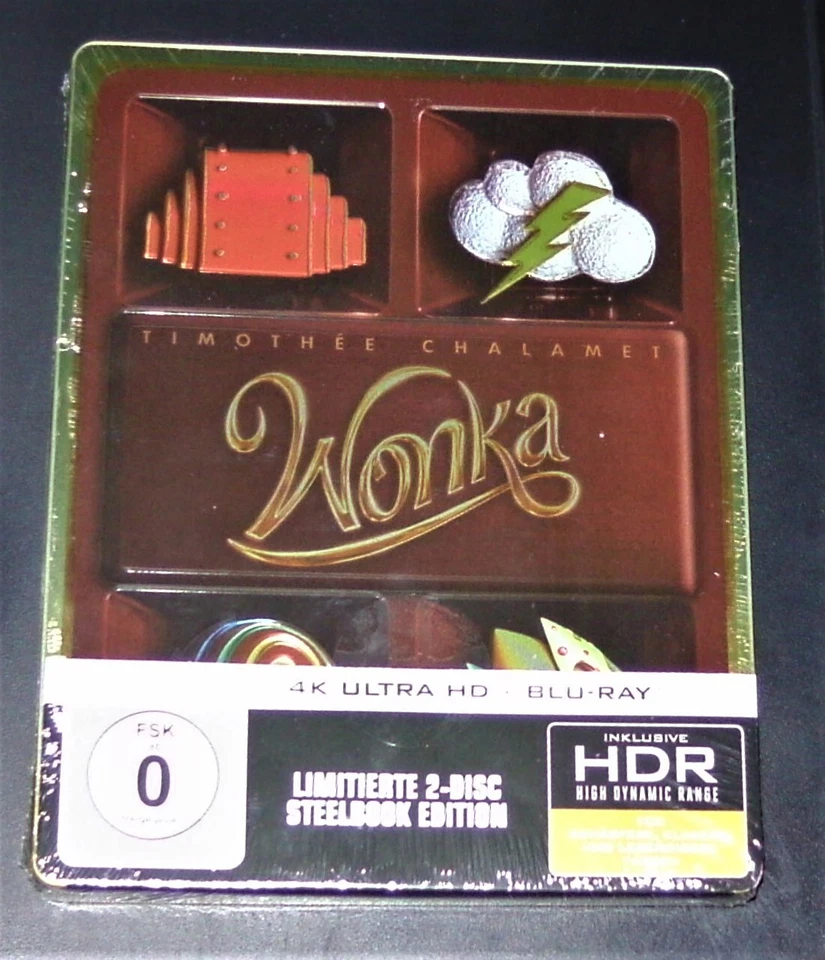 TIMOTHÉE CHALAMET
Wonka
4K ULTRA HD · BLU-RAY
FSK
ab
0
LIMITIERTE 2-DISC
STEELBOOK EDITION
INKLUSIVE
HDR
HIGH DYNAMIC RANGE